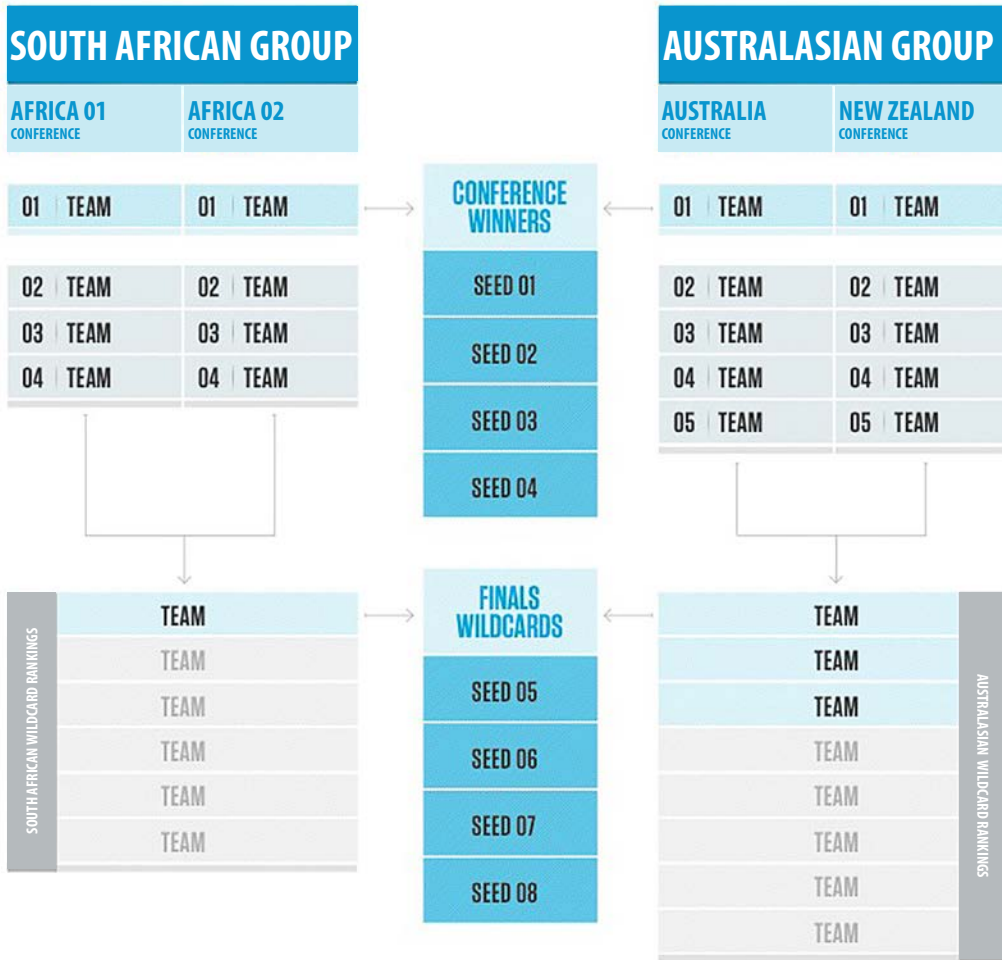 SOUTH AFRICAN GROUP
AFRICA 01
CONFERENCE
AFRICA 02
CONFERENCE
01 TEAM
01 TEAM
02 TEAM
02 TEAM
03 TEAM
03 TEAM
04 TEAM
04 TEAM
SOUTH AFRICAN WILDCARD RANKINGS
TEAM
TEAM
TEAM
TEAM
TEAM
TEAM
CONFERENCE
WINNERS
SEED 01
SEED 02
SEED 03
SEED 04
FINALS
WILDCARDS
SEED 05
SEED 06
SEED 07
SEED 08
AUSTRALASIAN GROUP
AUSTRALIA
CONFERENCE
NEW ZEALAND
CONFERENCE
01 TEAM
01 TEAM
02 TEAM
02 TEAM
03 TEAM
03 TEAM
04 TEAM
04 TEAM
05 TEAM
05 TEAM
TEAM
TEAM
TEAM
TEAM
TEAM
TEAM
TEAM
TEAM
AUSTRALASIAN WILDCARD RANKINGS